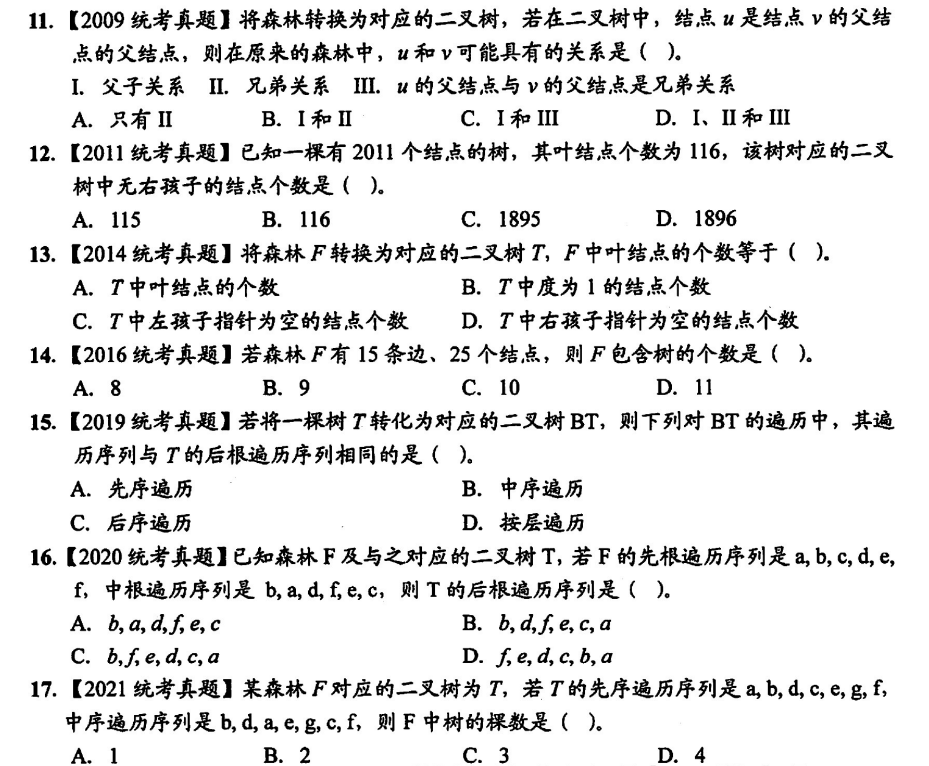 11.【2009 统考真题】将森林转换为对应的二叉树，若在二叉树中，结点 u 是结点 v 的父结
点的父结点，则在原来的森林中，u 和 v 可能具有的关系是（ ）。
I. 父子关系 II. 兄弟关系 III. u 的父结点与 v 的父结点是兄弟关系
A. 只有 II B. I 和 II C. I 和 III D. I、II 和 III
12.【2011 统考真题】已知一棵有 2011 个结点的树，其叶结点个数为 116，该树对应的二叉
树中无右孩子的结点个数是（ ）。
A. 115 B. 116 C. 1895 D. 1896
13.【2014 统考真题】将森林 F 转换为对应的二叉树 T，F 中叶结点的个数等于（ ）。
A. T 中叶结点的个数 B. T 中度为 1 的结点个数
C. T 中左孩子指针为空的结点个数 D. T 中右孩子指针为空的结点个数
14.【2016 统考真题】若森林 F 有 15 条边、25 个结点，则 F 包含树的个数是（ ）。
A. 8 B. 9 C. 10 D. 11
15.【2019 统考真题】若将一棵树 T 转化为对应的二叉树 BT，则下列对 BT 的遍历中，其遍
历序列与 T 的后根遍历序列相同的是（ ）。
A. 先序遍历 B. 中序遍历
C. 后序遍历 D. 按层遍历
16.【2020 统考真题】已知森林 F 及与之对应的二叉树 T，若 F 的先根遍历序列是 a, b, c, d, e,
f，中根遍历序列是 b, a, d, f, e, c，则 T 的后根遍历序列是（ ）。
A. b, a, d, f, e, c B. b, d, f, e, c, a
C. b, f, e, d, c, a D. f, e, d, c, b, a
17.【2021 统考真题】某森林 F 对应的二叉树为 T，若 T 的先序遍历序列是 a, b, d, c, e, g, f,
中序遍历序列是 b, d, a, e, g, c, f，则 F 中树的棵数是（ ）。
A. 1 B. 2 C. 3 D. 4